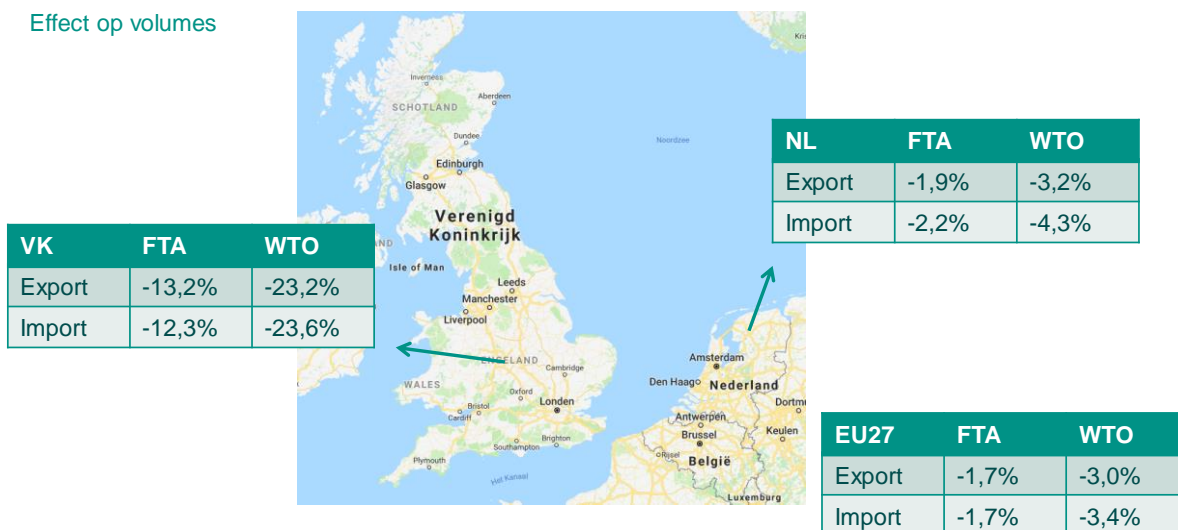 Effect op volumes
Inverness
Aberdeen
SCHOTLAND
Dundee
Edinburgh
Glasgow
Noordzee
Verenigd
Koninkrijk
Isle of Man
Leeds
Manchester
Liverpool
ENGELAND
Cambridge
WALES
Oxford
Bristol
Cardiff
Londen
Southampton
Brighton
Plymouth
Het Kanaal
Amsterdam
Den Haag
Nederland
Antwerpen
Brussel
Keulen
Rijsel
België
Luxemburg
NL FTA WTO
Export -1,9% -3,2%
Import -2,2% -4,3%
VK FTA WTO
Export -13,2% -23,2%
Import -12,3% -23,6%
EU27 FTA WTO
Export -1,7% -3,0%
Import -1,7% -3,4%